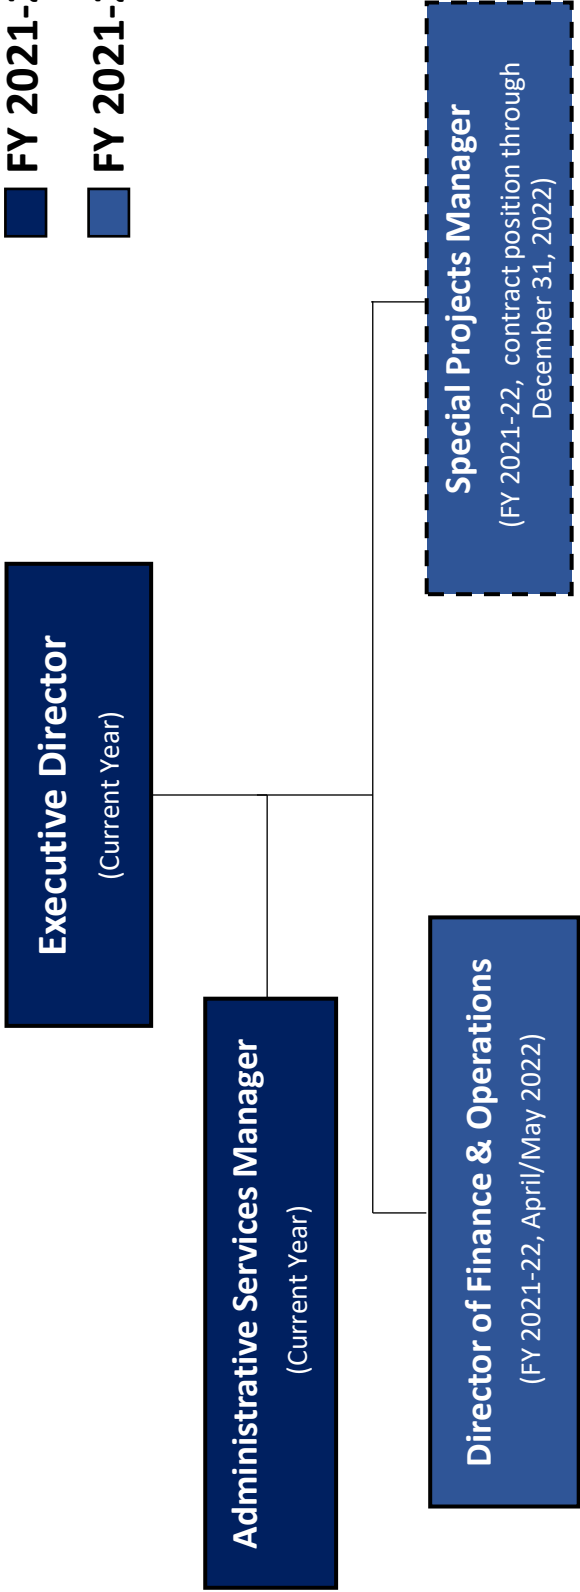 FY 2021-
FY 2021-
Executive Director
(Current Year)
Administrative Services Manager
(Current Year)
Director of Finance & Operations
(FY 2021-22, April/May 2022)
Special Projects Manager
(FY 2021-22, contract position through
December 31, 2022)